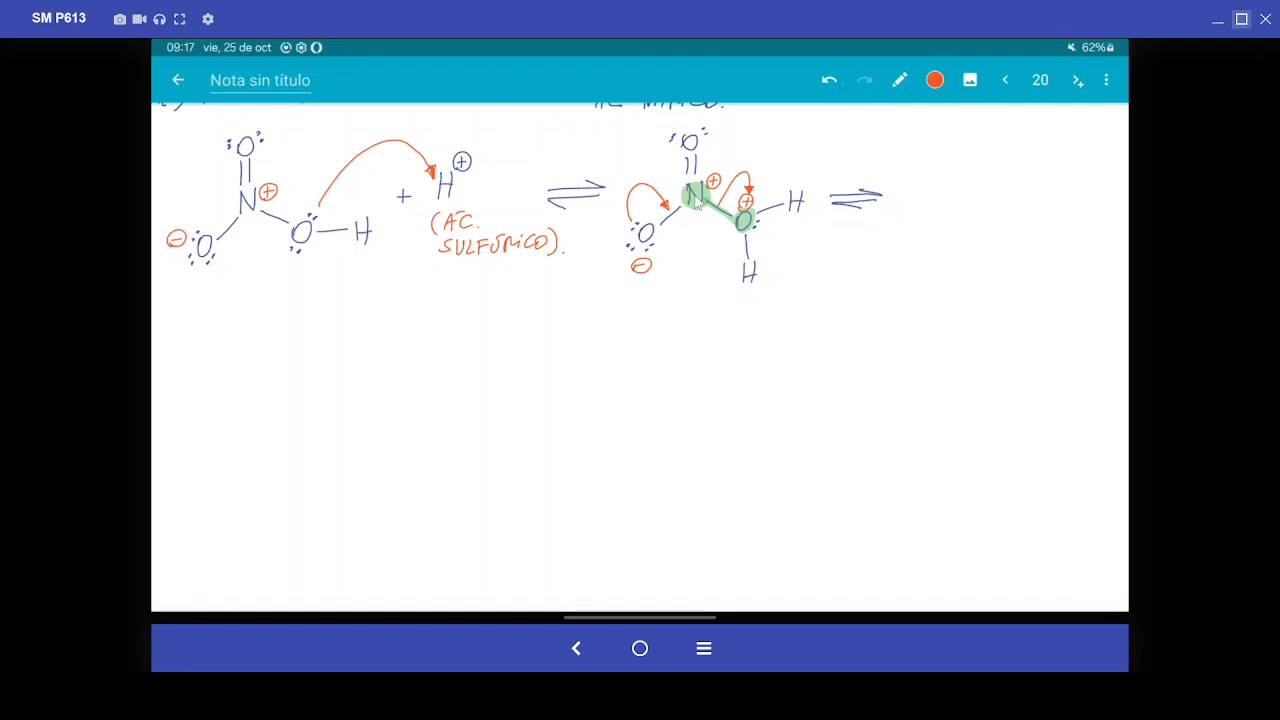 SM P613
09:17 vie, 25 de oct
62%
Nota sin título
20
:O:
N +
- O
O — H
+ H +
(AC.
SULFÚRICO).
:O:
N +
O -
O +
H
H